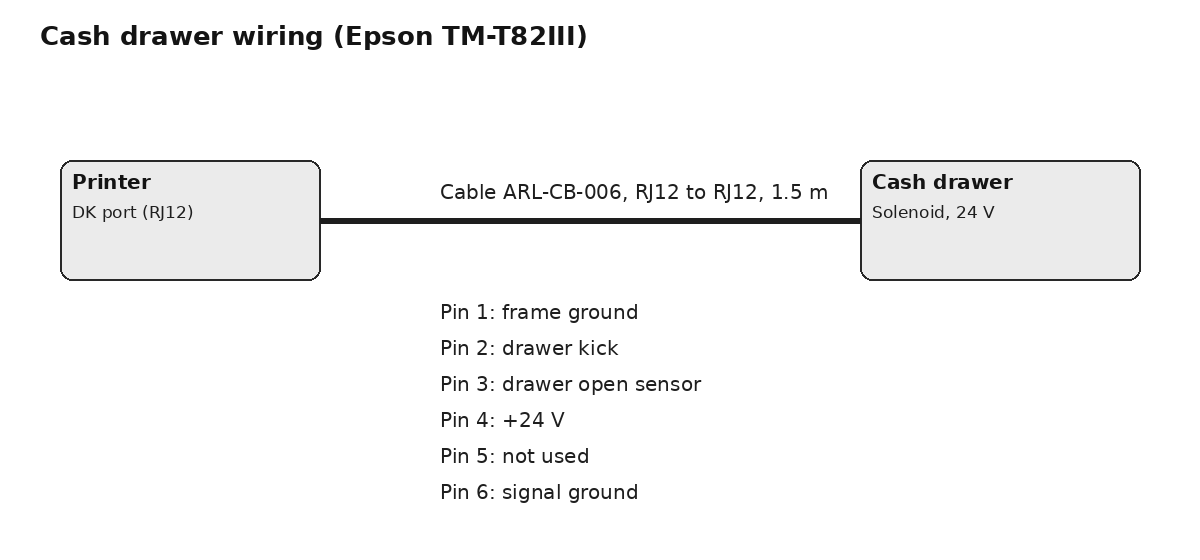 Cash drawer wiring (Epson TM-T82III)
Cable ARL-CB-006, RJ12 to RJ12, 1.5 m
Printer
DK port (RJ12)
Cash drawer
Solenoid, 24 V
Pin 1: frame ground
Pin 2: drawer kick
Pin 3: drawer open sensor
Pin 4: +24 V
Pin 5: not used
Pin 6: signal ground